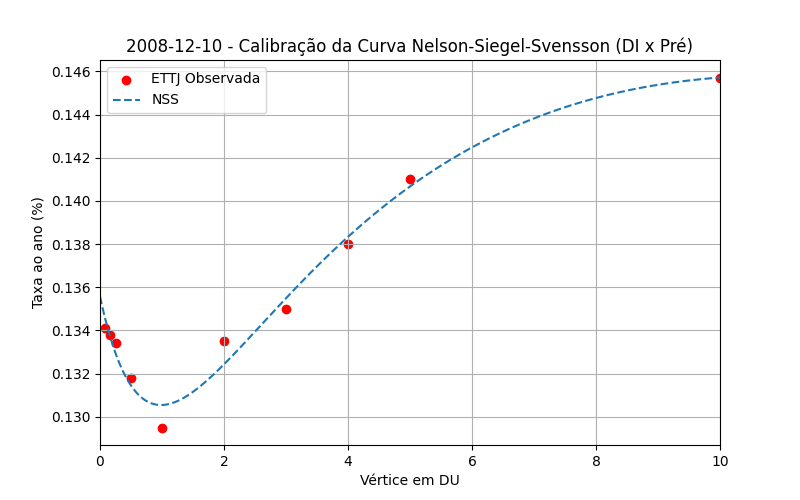 2008-12-10 - Calibração da Curva Nelson-Siegel-Svensson (DI x Pré)
ETTJ Observada
NSS
Taxa ao ano (%)
0.146
0.144
0.142
0.140
0.138
0.136
0.134
0.132
0.130
0 2 4 6 8 10
Vértice em DU